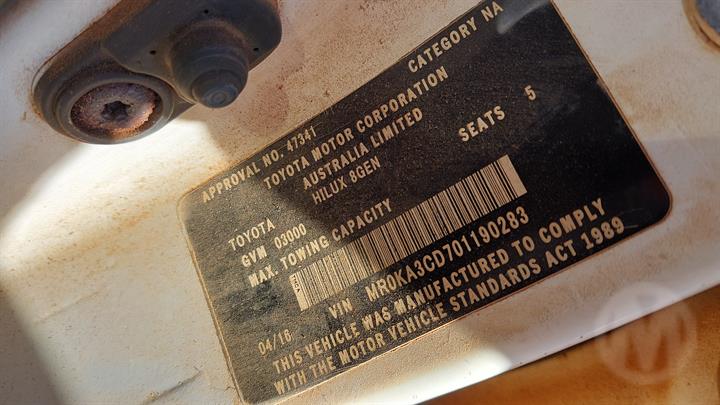 APPROVAL NO. 47341 CATEGORY NA
TOYOTA MOTOR CORPORATION
AUSTRALIA LIMITED
TOYOTA HILUX 8GEN SEATS 5
GVM 03000
MAX. TOWING CAPACITY
VIN MR0KA3CD701190283
04/16
THIS VEHICLE WAS MANUFACTURED TO COMPLY
WITH THE MOTOR VEHICLE STANDARDS ACT 1989
M